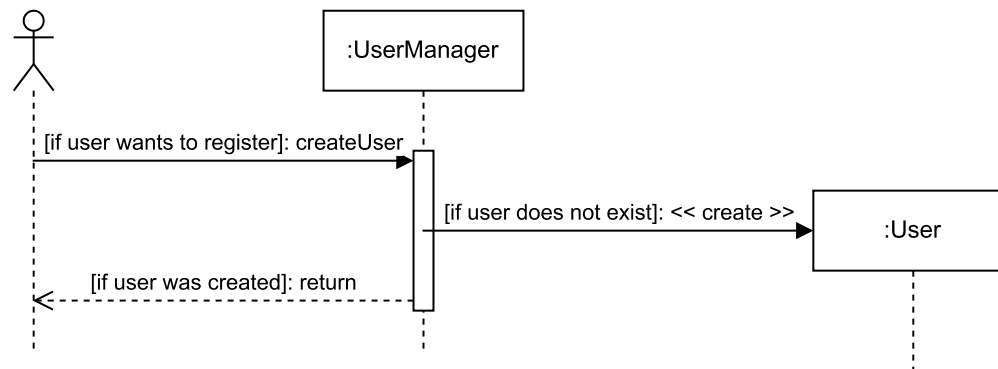 :UserManager
[if user wants to register]: createUser
[if user does not exist]: << create >>
:User
[if user was created]: return